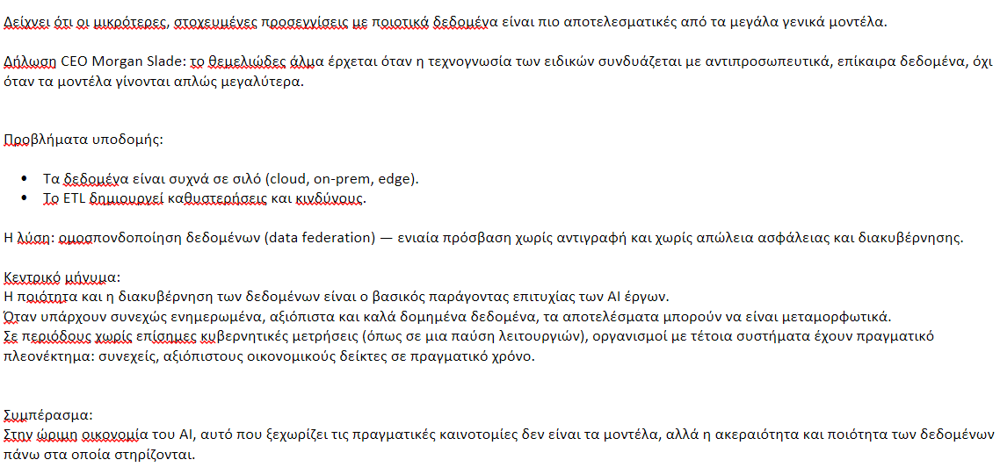 Δείχνει ότι οι μικρότερες, στοχευμένες προσεγγίσεις με ποιοτικά δεδομένα είναι πιο αποτελεσματικές από τα μεγάλα γενικά μοντέλα.
Δήλωση CEO Morgan Slade: το θεμελιώδες άλμα έρχεται όταν η τεχνογνωσία των ειδικών συνδυάζεται με αντιπροσωπευτικά, επίκαιρα δεδομένα, όχι
όταν τα μοντέλα γίνονται απλώς μεγαλύτερα.
Προβλήματα υποδομής:
• Τα δεδομένα είναι συχνά σε σιλό (cloud, on-prem, edge).
• Το ETL δημιουργεί καθυστερήσεις και κινδύνους.
Η λύση: ομοσπονδοποίηση δεδομένων (data federation) — ενιαία πρόσβαση χωρίς αντιγραφή και χωρίς απώλεια ασφάλειας και διακυβέρνησης.
Κεντρικό μήνυμα:
Η ποιότητα και η διακυβέρνηση των δεδομένων είναι ο βασικός παράγοντας επιτυχίας των AI έργων.
Όταν υπάρχουν συνεχώς ενημερωμένα, αξιόπιστα και καλά δομημένα δεδομένα, τα αποτελέσματα μπορούν να είναι μεταμορφωτικά.
Σε περιόδους χωρίς επίσημες κυβερνητικές μετρήσεις (όπως σε μια παύση λειτουργιών), οργανισμοί με τέτοια συστήματα έχουν πραγματικό
πλεονέκτημα: συνεχείς, αξιόπιστους οικονομικούς δείκτες σε πραγματικό χρόνο.
Συμπέρασμα:
Στην ώριμη οικονομία του AI, αυτό που ξεχωρίζει τις πραγματικές καινοτομίες δεν είναι τα μοντέλα, αλλά η ακεραιότητα και ποιότητα των δεδομένων
πάνω στα οποία στηρίζονται.